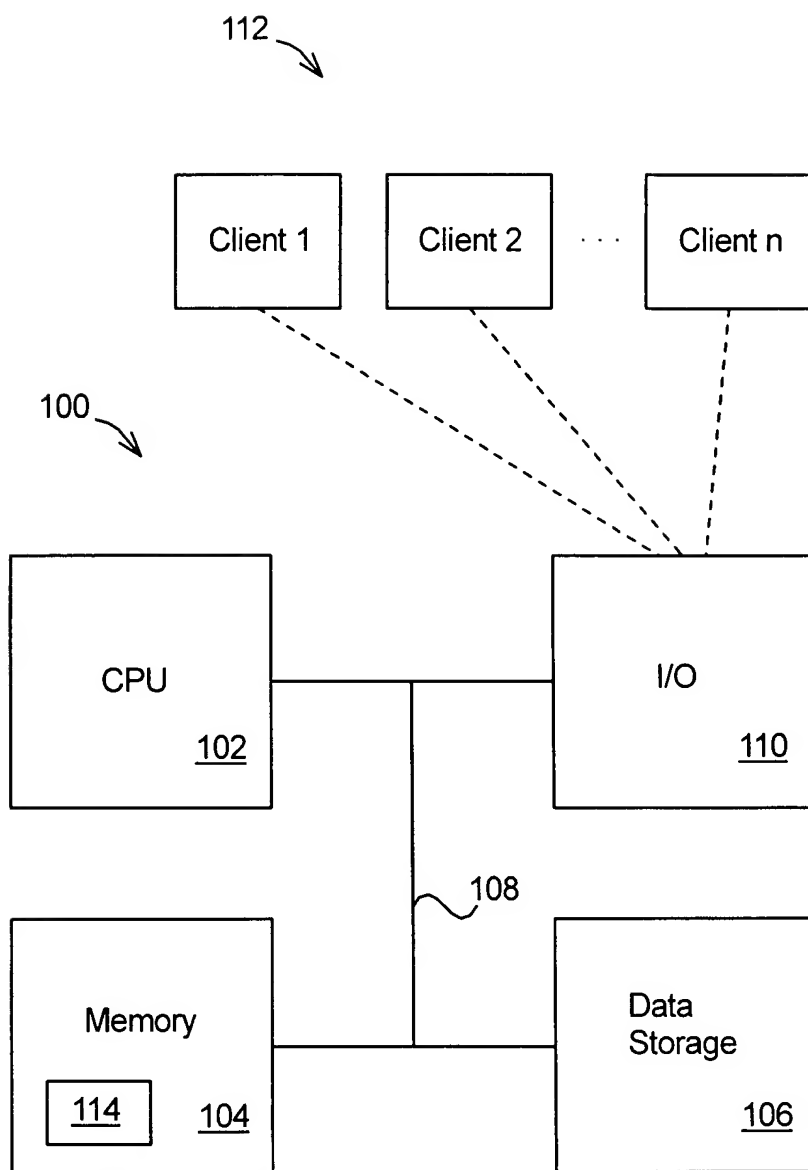 112
Client 1
Client 2
. . .
Client n
100
CPU
102
I/O
110
108
Memory
114
104
Data
Storage
106